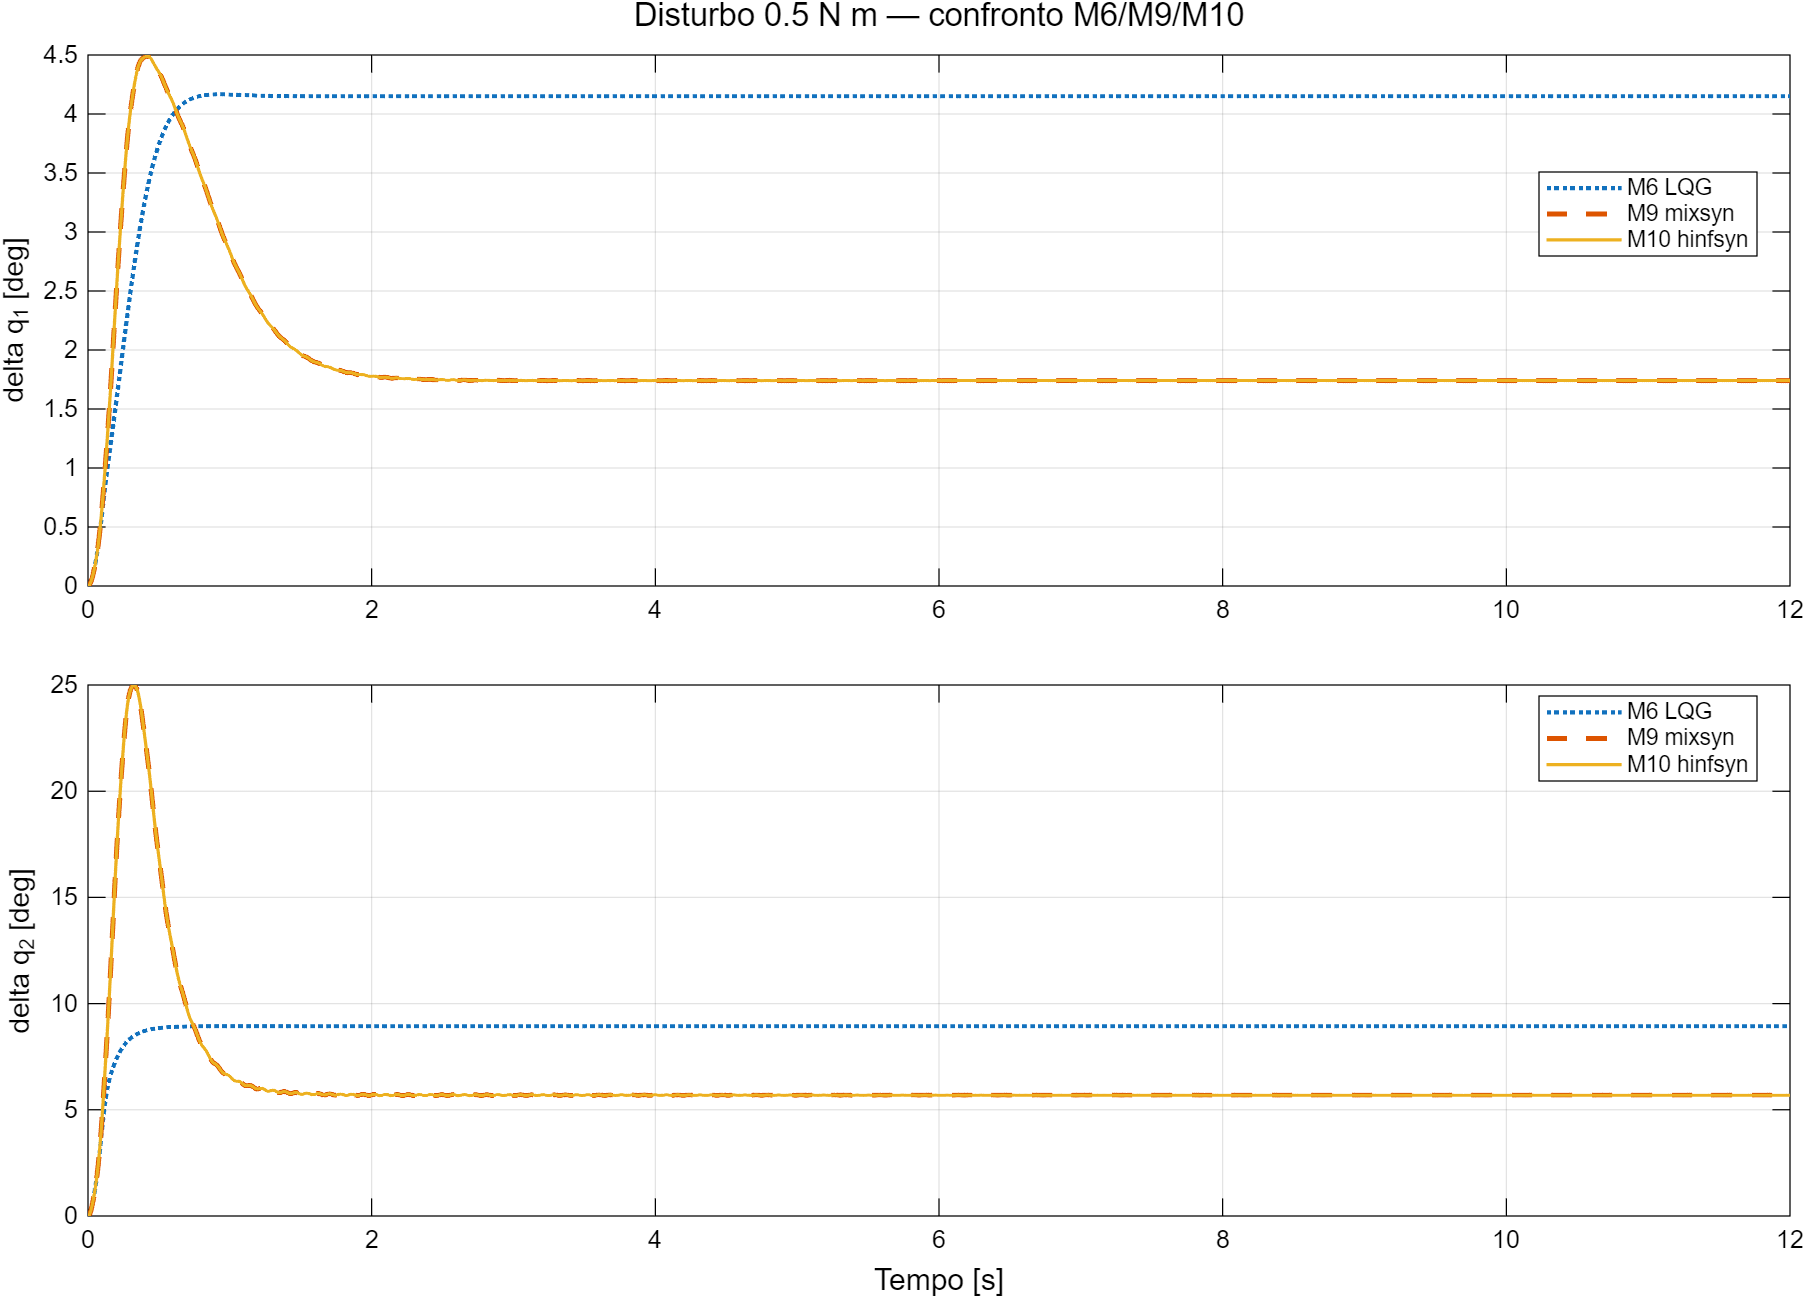 Disturbo 0.5 N m — confronto M6/M9/M10
delta q₁ [deg]
4.5
4
3.5
3
2.5
2
1.5
1
0.5
0
0 2 4 6 8 10 12
M6 LQG
M9 mixsyn
M10 hinfsyn
delta q₂ [deg]
25
20
15
10
5
0
0 2 4 6 8 10 12
M6 LQG
M9 mixsyn
M10 hinfsyn
Tempo [s]